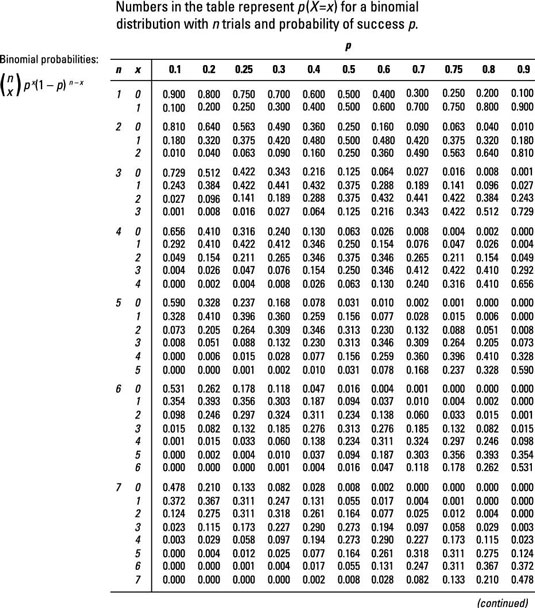 Numbers in the table represent p(X=x) for a binomial
distribution with n trials and probability of success p.
p
Binomial probabilities:
(n x) p^x(1 – p)^n – x
n x 0.1 0.2 0.25 0.3 0.4 0.5 0.6 0.7 0.75 0.8 0.9
1 0 0.900 0.800 0.750 0.700 0.600 0.500 0.400 0.300 0.250 0.200 0.100
1 0.100 0.200 0.250 0.300 0.400 0.500 0.600 0.700 0.750 0.800 0.900
2 0 0.810 0.640 0.563 0.490 0.360 0.250 0.160 0.090 0.063 0.040 0.010
1 0.180 0.320 0.375 0.420 0.480 0.500 0.480 0.420 0.375 0.320 0.180
2 0.010 0.040 0.063 0.090 0.160 0.250 0.360 0.490 0.563 0.640 0.810
3 0 0.729 0.512 0.422 0.343 0.216 0.125 0.064 0.027 0.016 0.008 0.001
1 0.243 0.384 0.422 0.441 0.432 0.375 0.288 0.189 0.141 0.096 0.027
2 0.027 0.096 0.141 0.189 0.288 0.375 0.432 0.441 0.422 0.384 0.243
3 0.001 0.008 0.016 0.027 0.064 0.125 0.216 0.343 0.422 0.512 0.729
4 0 0.656 0.410 0.316 0.240 0.130 0.063 0.026 0.008 0.004 0.002 0.000
1 0.292 0.410 0.422 0.412 0.346 0.250 0.154 0.076 0.047 0.026 0.004
2 0.049 0.154 0.211 0.265 0.346 0.375 0.346 0.265 0.211 0.154 0.049
3 0.004 0.026 0.047 0.076 0.154 0.250 0.346 0.412 0.422 0.410 0.292
4 0.000 0.002 0.004 0.008 0.026 0.063 0.130 0.240 0.316 0.410 0.656
5 0 0.590 0.328 0.237 0.168 0.078 0.031 0.010 0.002 0.001 0.000 0.000
1 0.328 0.410 0.396 0.360 0.259 0.156 0.077 0.028 0.015 0.006 0.000
2 0.073 0.205 0.264 0.309 0.346 0.313 0.230 0.132 0.088 0.051 0.008
3 0.008 0.051 0.088 0.132 0.230 0.313 0.346 0.309 0.264 0.205 0.073
4 0.000 0.006 0.015 0.028 0.077 0.156 0.259 0.360 0.396 0.410 0.328
5 0.000 0.000 0.001 0.002 0.010 0.031 0.078 0.168 0.237 0.328 0.590
6 0 0.531 0.262 0.178 0.118 0.047 0.016 0.004 0.001 0.000 0.000 0.000
1 0.354 0.393 0.356 0.303 0.187 0.094 0.037 0.010 0.004 0.002 0.000
2 0.098 0.246 0.297 0.324 0.311 0.234 0.138 0.060 0.033 0.015 0.001
3 0.015 0.082 0.132 0.185 0.276 0.313 0.276 0.185 0.132 0.082 0.015
4 0.001 0.015 0.033 0.060 0.138 0.234 0.311 0.324 0.297 0.246 0.098
5 0.000 0.002 0.004 0.010 0.037 0.094 0.187 0.303 0.356 0.393 0.354
6 0.000 0.000 0.000 0.001 0.004 0.016 0.047 0.118 0.178 0.262 0.531
7 0 0.478 0.210 0.133 0.082 0.028 0.008 0.002 0.000 0.000 0.000 0.000
1 0.372 0.367 0.311 0.247 0.131 0.055 0.017 0.004 0.001 0.000 0.000
2 0.124 0.275 0.311 0.318 0.261 0.164 0.077 0.025 0.012 0.004 0.000
3 0.023 0.115 0.173 0.227 0.290 0.273 0.194 0.097 0.058 0.029 0.003
4 0.003 0.029 0.058 0.097 0.194 0.273 0.290 0.227 0.173 0.115 0.023
5 0.000 0.004 0.012 0.025 0.077 0.164 0.261 0.318 0.311 0.275 0.124
6 0.000 0.000 0.001 0.004 0.017 0.055 0.131 0.247 0.311 0.367 0.372
7 0.000 0.000 0.000 0.000 0.002 0.008 0.028 0.082 0.133 0.210 0.478
(continued)